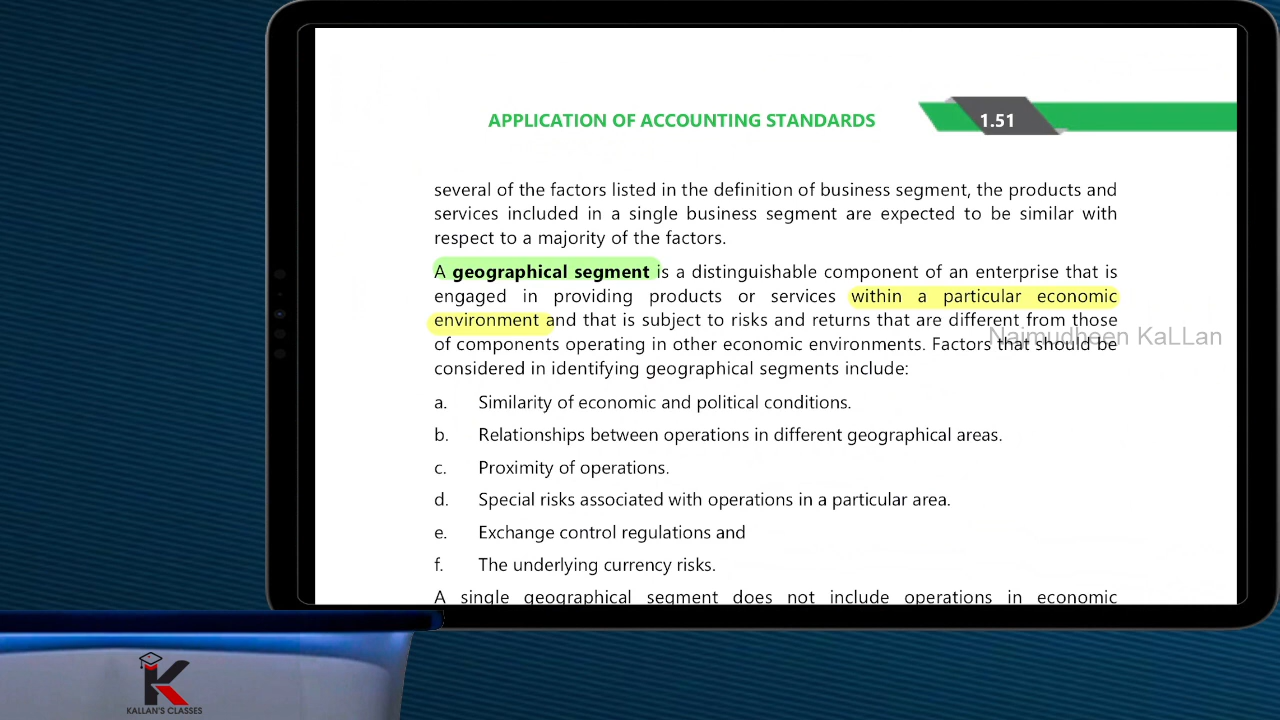 APPLICATION OF ACCOUNTING STANDARDS
1.51
several of the factors listed in the definition of business segment, the products and
services included in a single business segment are expected to be similar with
respect to a majority of the factors.
A geographical segment is a distinguishable component of an enterprise that is
engaged in providing products or services within a particular economic
environment and that is subject to risks and returns that are different from those
of components operating in other economic environments. Factors that should be
considered in identifying geographical segments include:
Najmudheen KaLLan
a. Similarity of economic and political conditions.
b. Relationships between operations in different geographical areas.
c. Proximity of operations.
d. Special risks associated with operations in a particular area.
e. Exchange control regulations and
f. The underlying currency risks.
A single geographical segment does not include operations in economic
K
KALLAN'S CLASSES